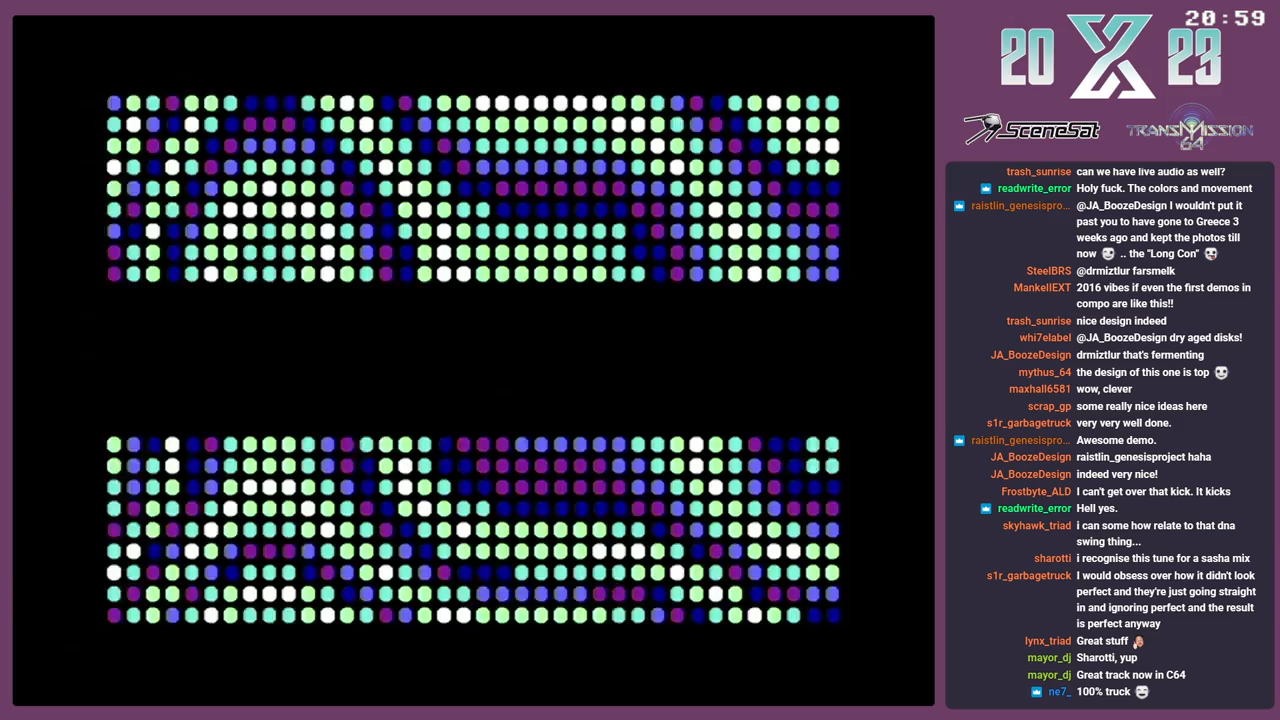 20:59
20 X 23
SceneSat
TRANSMISSION
64
trash_sunrise can we have live audio as well?
readwrite_error Holy fuck. The colors and movement
raistlin_genesispro... @JA_BoozeDesign I wouldn't put it
past you to have gone to Greece 3
weeks ago and kept the photos till
now .. the "Long Con"
SteelBRS @drmiztlur farsmelk
MankellEXT 2016 vibes if even the first demos in
compo are like this!!
trash_sunrise nice design indeed
whi7elabel @JA_BoozeDesign dry aged disks!
JA_BoozeDesign drmiztlur that's fermenting
mythus_64 the design of this one is top
maxhall6581 wow, clever
scrap_gp some really nice ideas here
s1r_garbagetruck very very well done.
raistlin_genesispro... Awesome demo.
JA_BoozeDesign raistlin_genesisproject haha
JA_BoozeDesign indeed very nice!
Frostbyte_ALD I can't get over that kick. It kicks
readwrite_error Hell yes.
skyhawk_triad i can some how relate to that dna
swing thing...
sharotti i recognise this tune for a sasha mix
s1r_garbagetruck I would obsess over how it didn't look
perfect and they're just going straight
in and ignoring perfect and the result
is perfect anyway
lynx_triad Great stuff
mayor_dj Sharotti, yup
mayor_dj Great track now in C64
ne7_ 100% truck